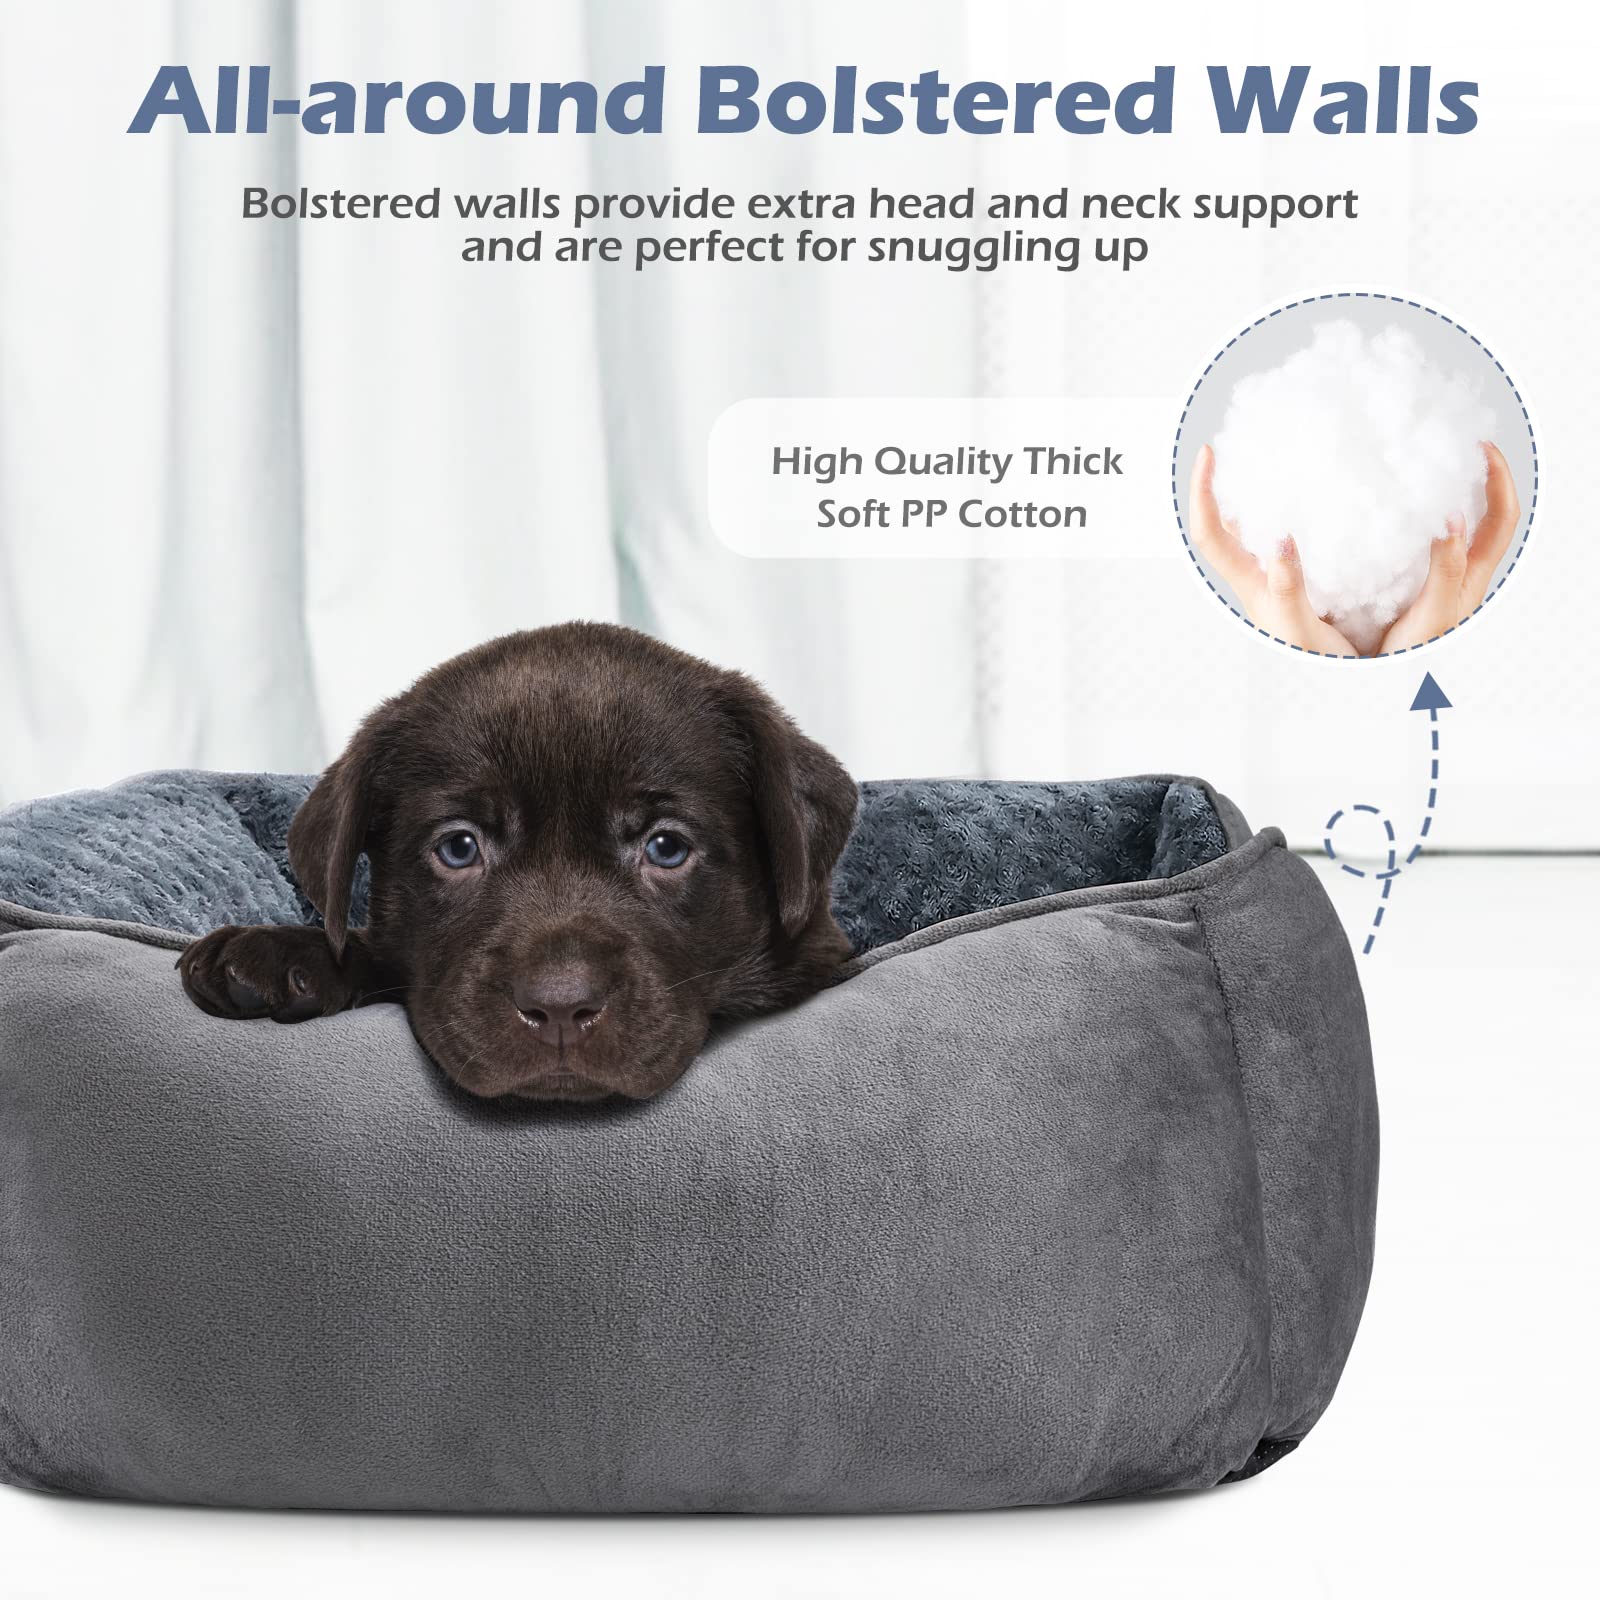 All-around Bolstered Walls
Bolstered walls provide extra head and neck support
and are perfect for snuggling up
High Quality Thick
Soft PP Cotton